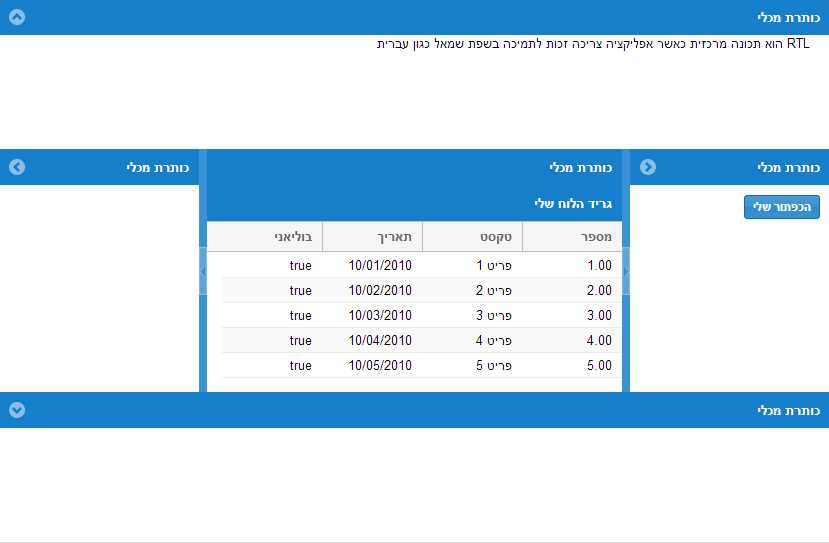 כותרת מכלי
RTL הוא תכונה מרכזית כאשר אפליקציה צריכה זכות לתמיכה בשפת שמאל כגון עברית
כותרת מכלי
הכפתור שלי
כותרת מכלי
גריד הלוח שלי
מספר טקסט תאריך בוליאני
1.00 פריט 1 10/01/2010 true
2.00 פריט 2 10/02/2010 true
3.00 פריט 3 10/03/2010 true
4.00 פריט 4 10/04/2010 true
5.00 פריט 5 10/05/2010 true
כותרת מכלי
כותרת מכלי